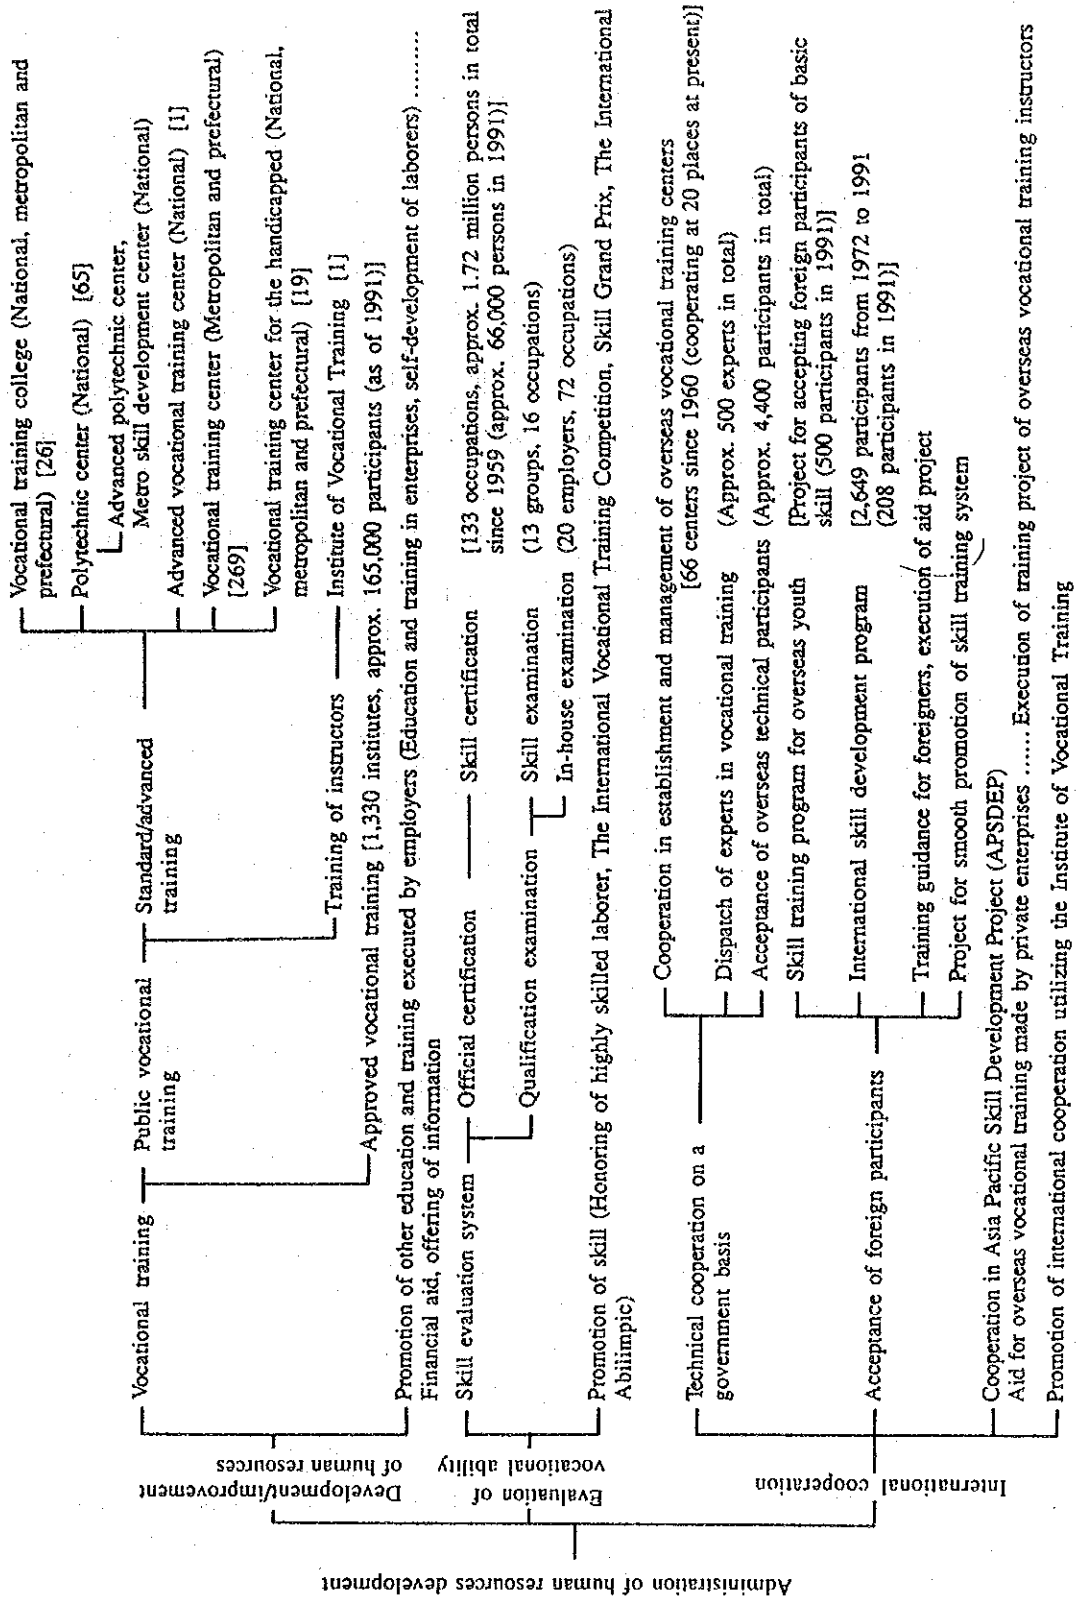 Administration of human resources development
Development/improvement
of human resources
Vocational training
Public vocational
training
Standard/advanced
training
Vocational training college (National, metropolitan and
prefectural) [26]
Polytechnic center (National) [65]
Advanced polytechnic center,
Metro skill development center (National)
Advanced vocational training center (National) [1]
Vocational training center (Metropolitan and prefectural)
[269]
Vocational training center for the handicapped (National,
metropolitan and prefectural) [19]
Training of instructors
Institute of Vocational Training [1]
Approved vocational training [1,330 institutes, approx. 165,000 participants (as of 1991)]
Promotion of other education and training executed by employers (Education and training in enterprises, self-development of laborers) .........
Financial aid, offering of information
Evaluation of
vocational ability
Skill evaluation system
Official certification
Skill certification
[133 occupations, approx. 1.72 million persons in total
since 1959 (approx. 66,000 persons in 1991)]
Qualification examination
Skill examination
(13 groups, 16 occupations)
In-house examination
(20 employers, 72 occupations)
Promotion of skill (Honoring of highly skilled laborer, The International Vocational Training Competition, Skill Grand Prix, The International
Abiliimpic)
International cooperation
Technical cooperation on a
government basis
Cooperation in establishment and management of overseas vocational training centers
[66 centers since 1960 (cooperating at 20 places at present)]
Dispatch of experts in vocational training
(Approx. 500 experts in total)
Acceptance of overseas technical participants
(Approx. 4,400 participants in total)
Acceptance of foreign participants
Skill training program for overseas youth
[Project for accepting foreign participants of basic
skill (500 participants in 1991)]
International skill development program
[2,649 participants from 1972 to 1991
(208 participants in 1991)]
Training guidance for foreigners, execution of aid project
Project for smooth promotion of skill training system
Cooperation in Asia Pacific Skill Development Project (APSDEP)
Aid for overseas vocational training made by private enterprises ..... Execution of training project of overseas vocational training instructors
Promotion of international cooperation utilizing the Institute of Vocational Training